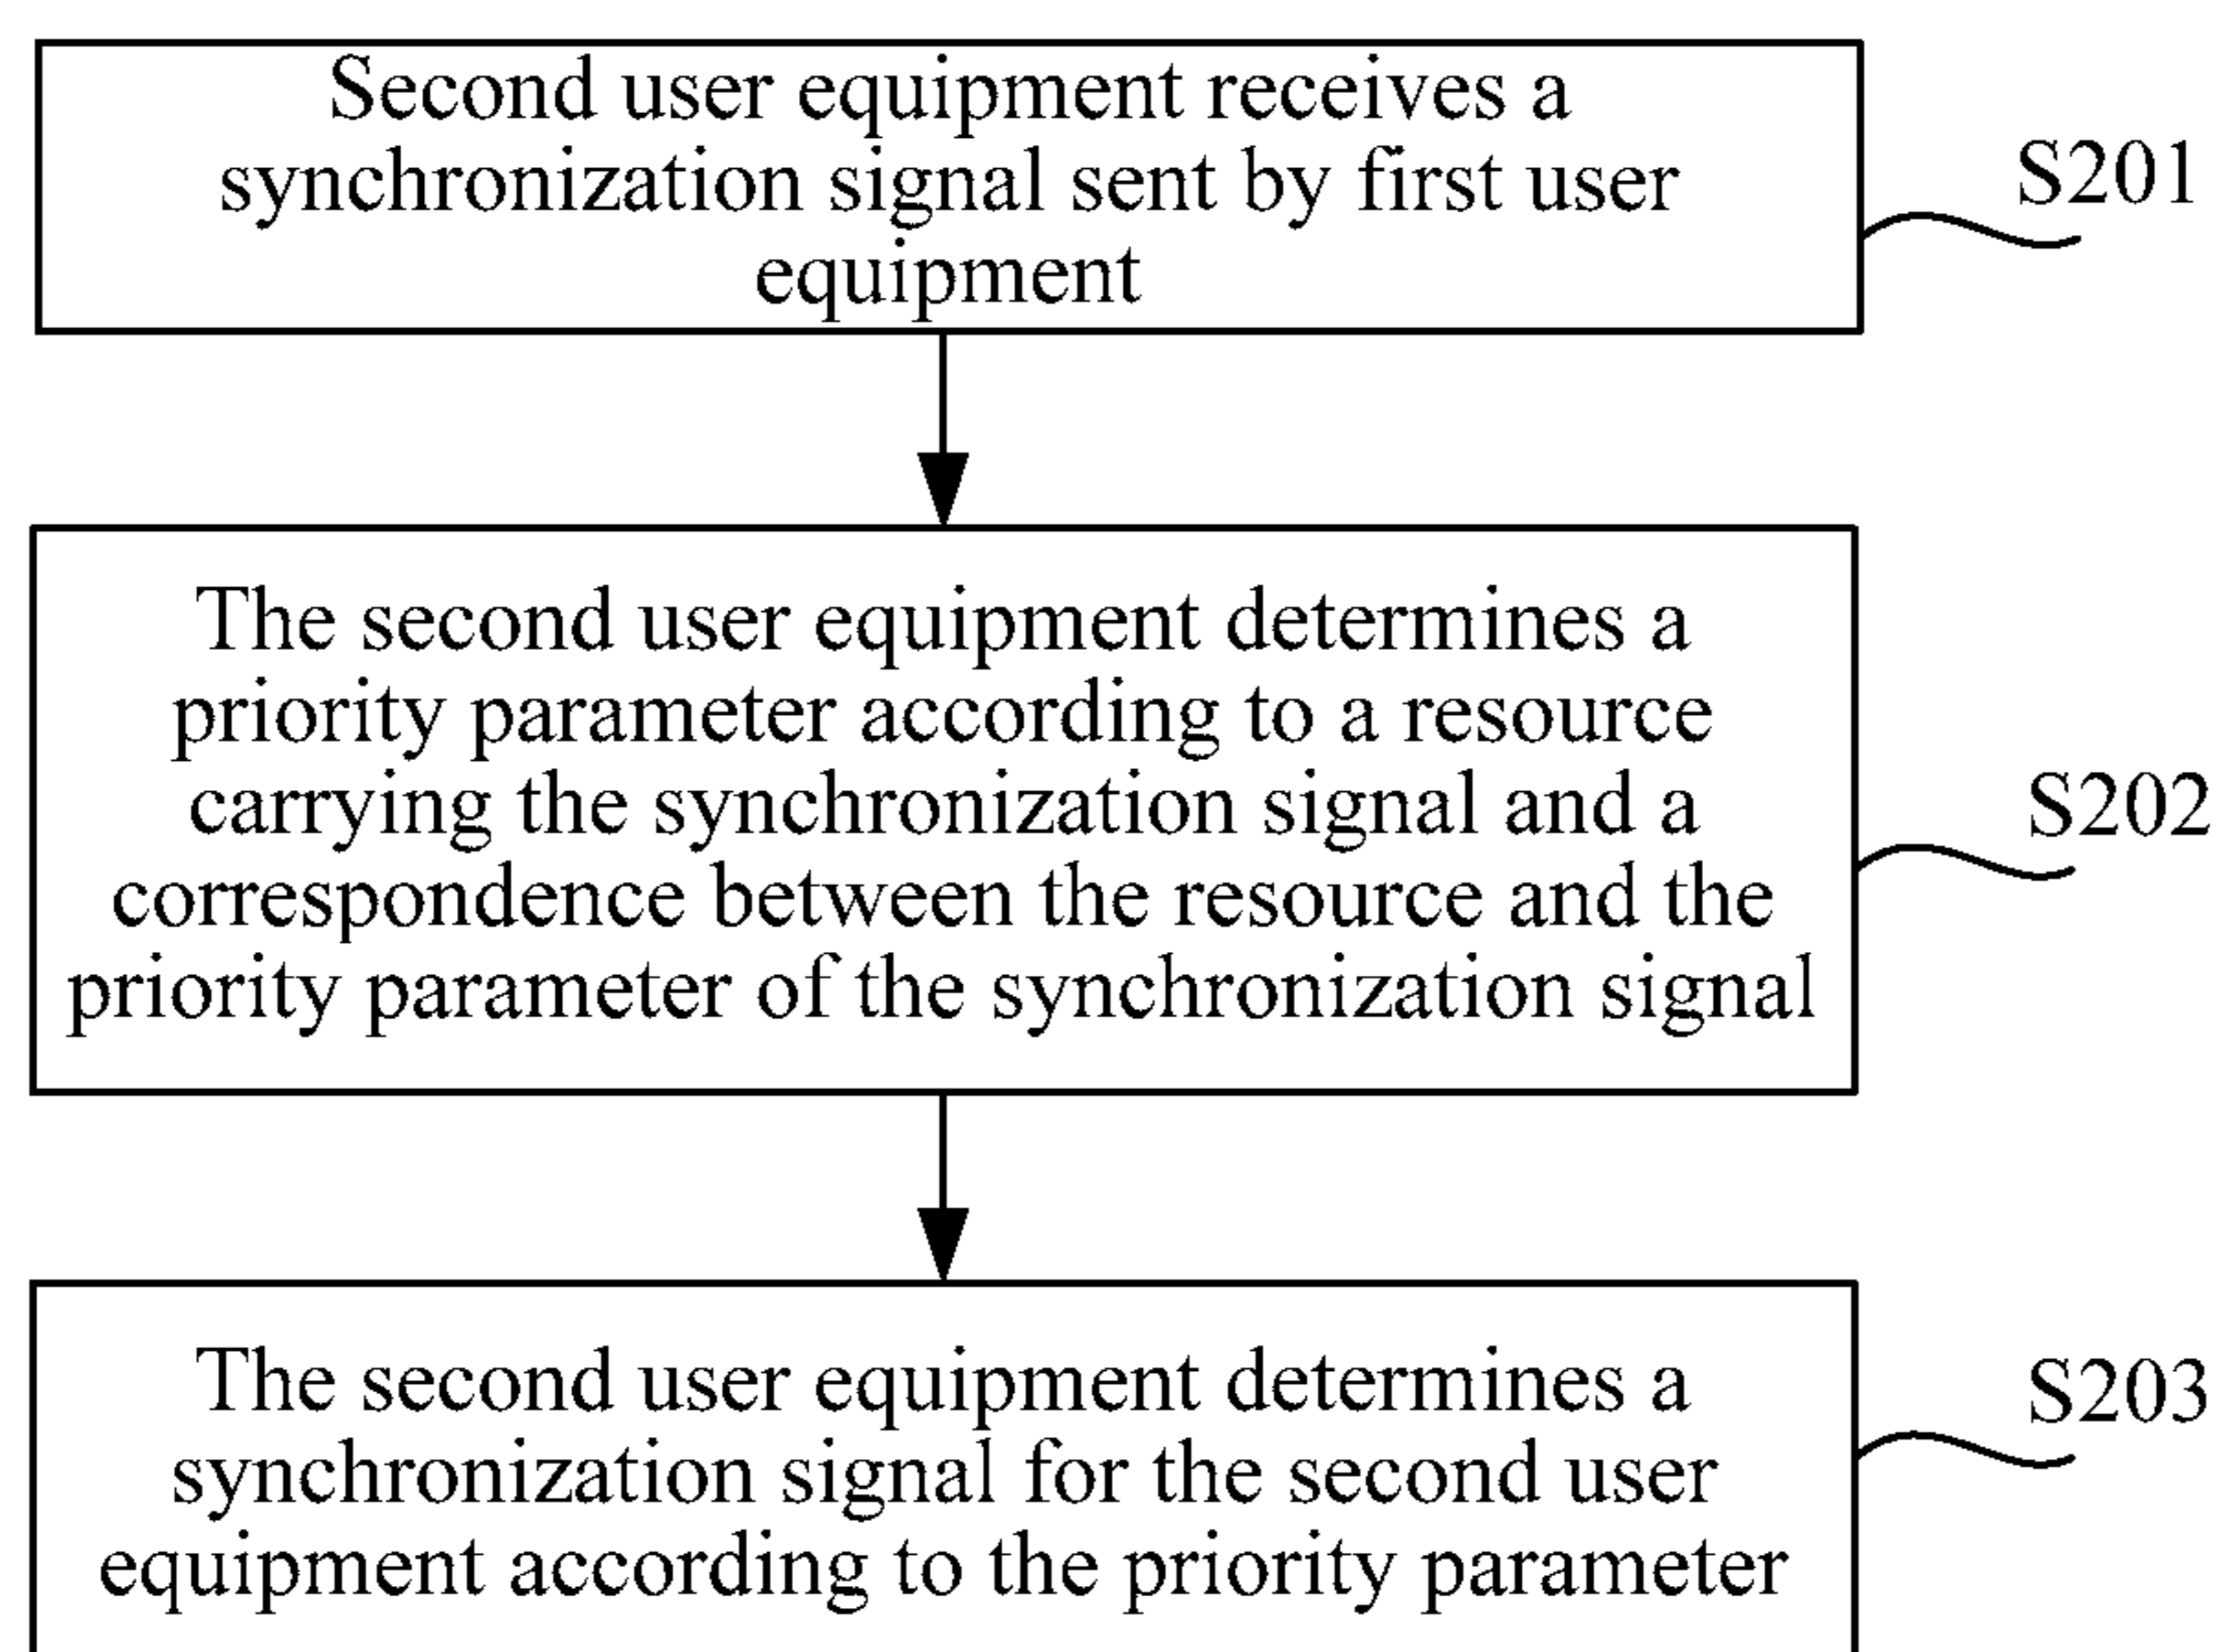 Second user equipment receives a
synchronization signal sent by first user
equipment
S201
The second user equipment determines a
priority parameter according to a resource
carrying the synchronization signal and a
correspondence between the resource and the
priority parameter of the synchronization signal
S202
The second user equipment determines a
synchronization signal for the second user
equipment according to the priority parameter
S203